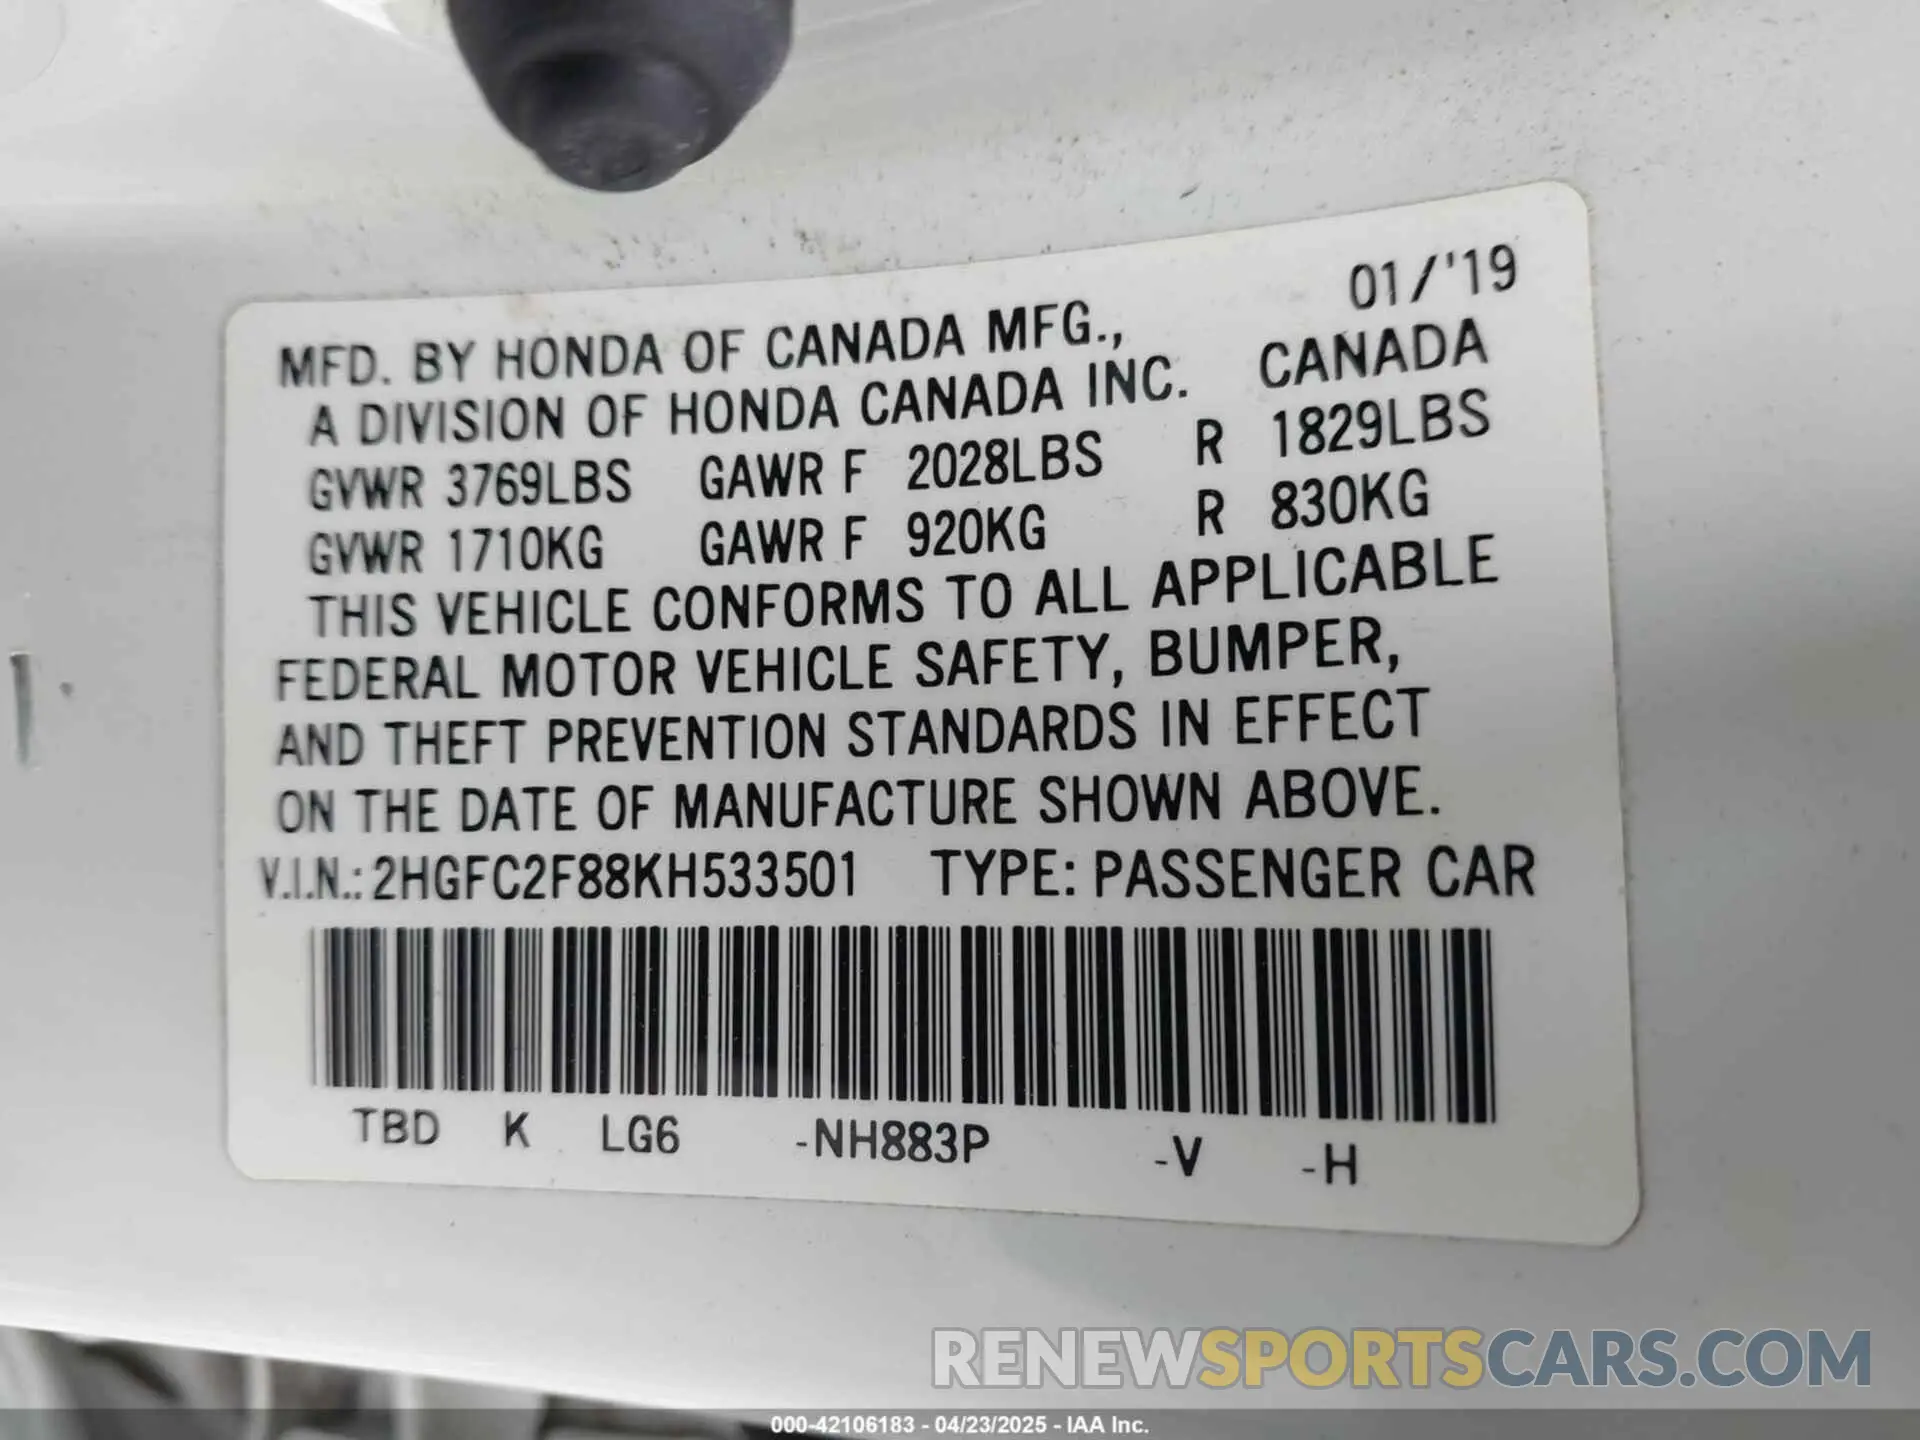 01/'19
MFD. BY HONDA OF CANADA MFG.,
A DIVISION OF HONDA CANADA INC. CANADA
GVWR 3769LBS GAWR F 2028LBS R 1829LBS
GVWR 1710KG GAWR F 920KG R 830KG
THIS VEHICLE CONFORMS TO ALL APPLICABLE
FEDERAL MOTOR VEHICLE SAFETY, BUMPER,
AND THEFT PREVENTION STANDARDS IN EFFECT
ON THE DATE OF MANUFACTURE SHOWN ABOVE.
V.I.N.: 2HGFC2F88KH533501 TYPE: PASSENGER CAR
TBD K LG6 -NH883P -V -H
RENEWSPORTSCARS.COM
000-42106183 - 04/23/2025 - IAA Inc.